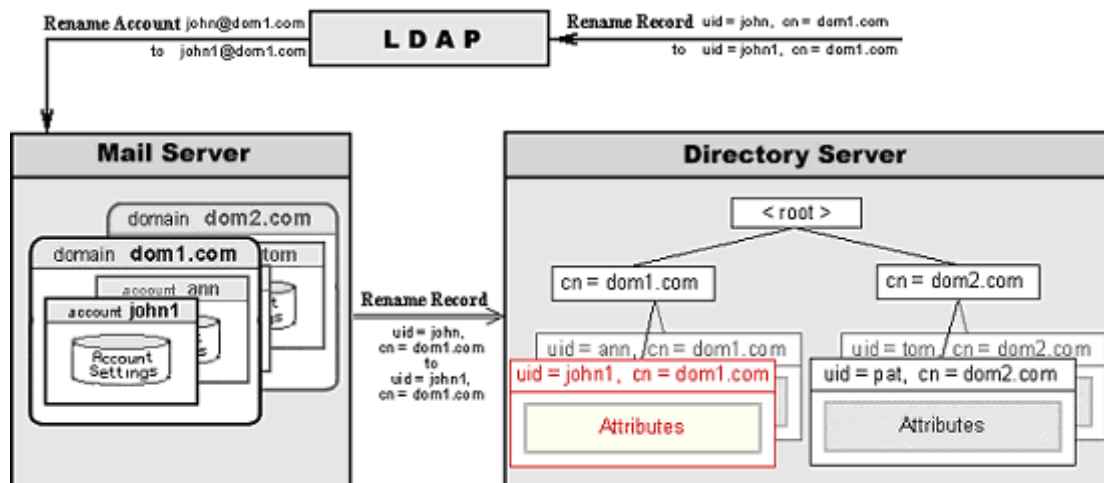 Rename Account john@dom1.com
to john1@dom1.com
LDAP
Rename Record uid = john, cn = dom1.com
to uid = john1, cn = dom1.com
Mail Server
domain dom2.com
tom
domain dom1.com
account ann
account john1
Account
Settings
Rename Record
uid = john,
cn = dom1.com
to
uid = john1,
cn = dom1.com
Directory Server
< root >
cn = dom1.com
cn = dom2.com
uid = ann, cn = dom1.com
uid = tom, cn = dom2.com
uid = john1, cn = dom1.com
uid = pat, cn = dom2.com
Attributes
Attributes